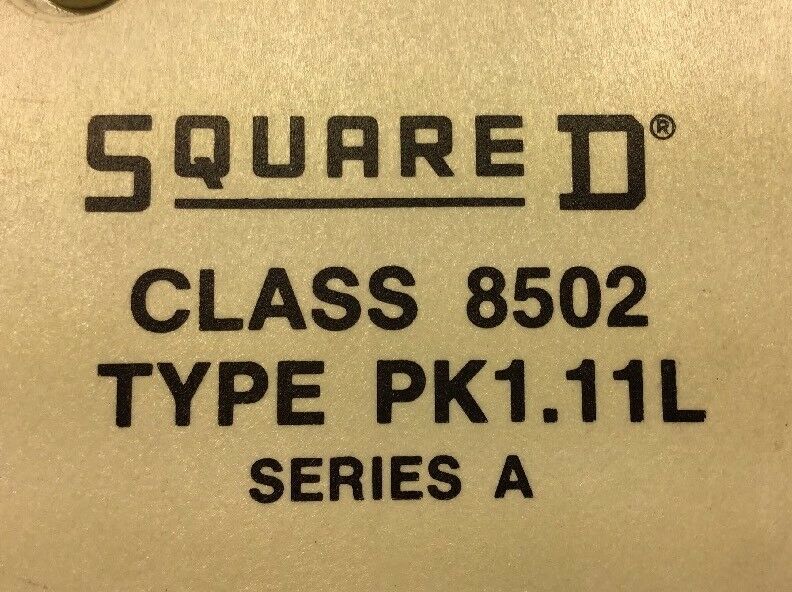 SQUARE D®
CLASS 8502
TYPE PK1.11L
SERIES A